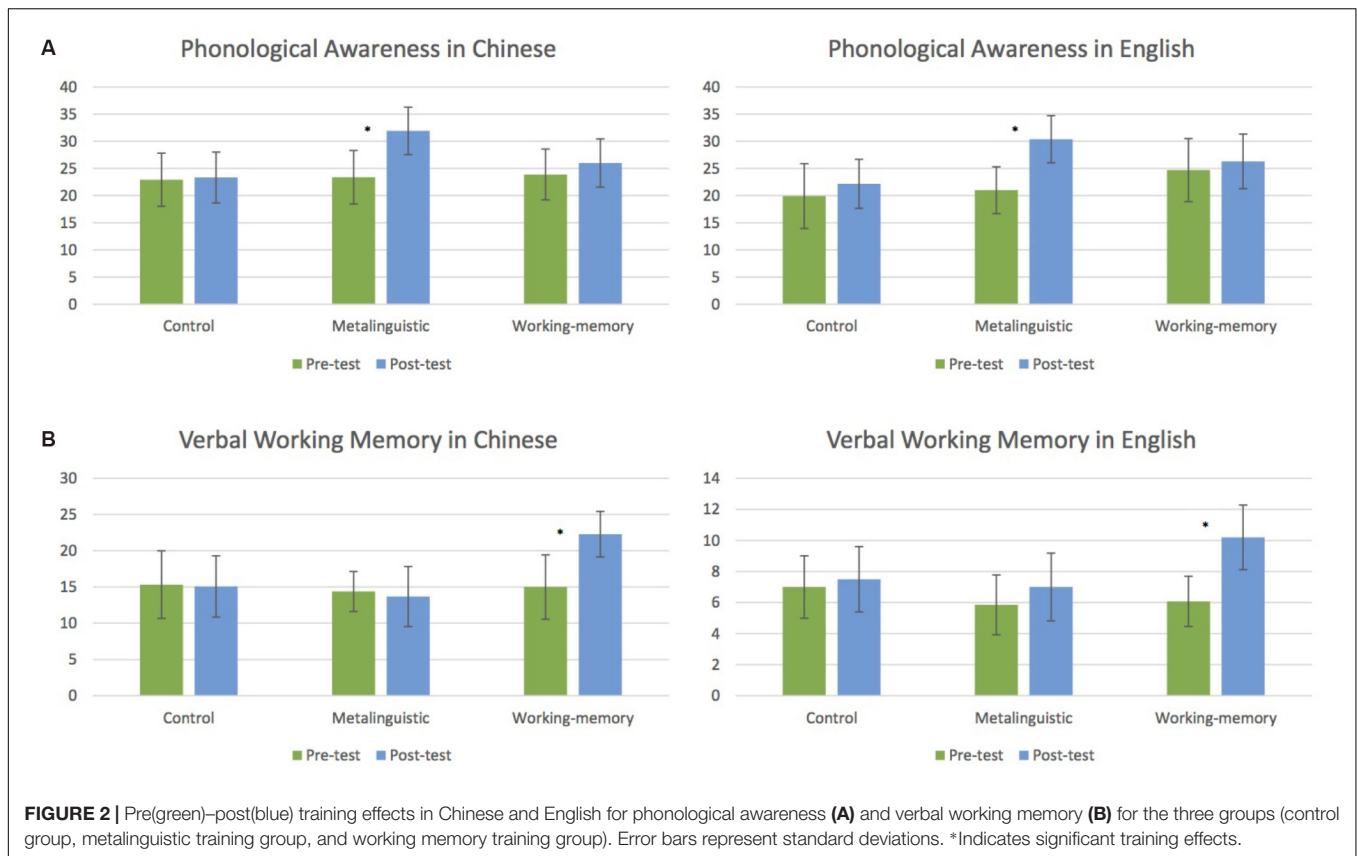 A
Phonological Awareness in Chinese
40
35
30
25
20
15
10
5
0
*
Control Metalinguistic Working-memory
Pre-test Post-test
Phonological Awareness in English
40
35
30
25
20
15
10
5
0
*
Control Metalinguistic Working-memory
Pre-test Post-test
B
Verbal Working Memory in Chinese
30
25
20
15
10
5
0
*
Control Metalinguistic Working-memory
Pre-test Post-test
Verbal Working Memory in English
14
12
10
8
6
4
2
0
*
Control Metalinguistic Working-memory
Pre-test Post-test
FIGURE 2 | Pre(green)–post(blue) training effects in Chinese and English for phonological awareness (A) and verbal working memory (B) for the three groups (control
group, metalinguistic training group, and working memory training group). Error bars represent standard deviations. *Indicates significant training effects.